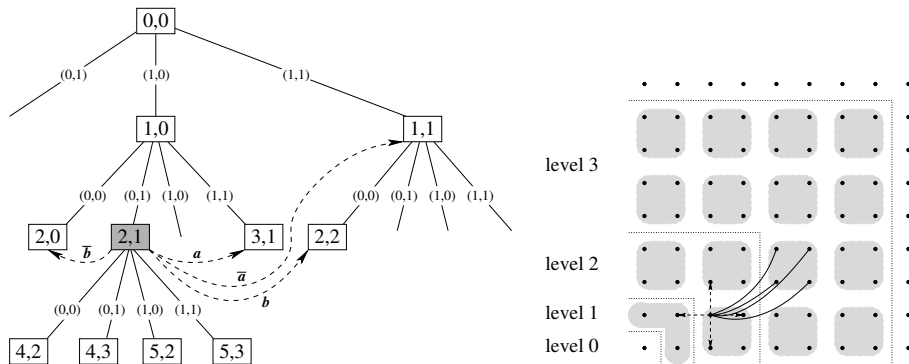 0,0
(0,1) (1,0) (1,1)
1,0 1,1
(0,0) (0,1) (1,0) (1,1) (0,0) (0,1) (1,0) (1,1)
2,0 2,1 3,1 2,2
b̅ a a̅ b
(0,0) (0,1) (1,0) (1,1)
4,2 4,3 5,2 5,3
level 3
level 2
level 1
level 0